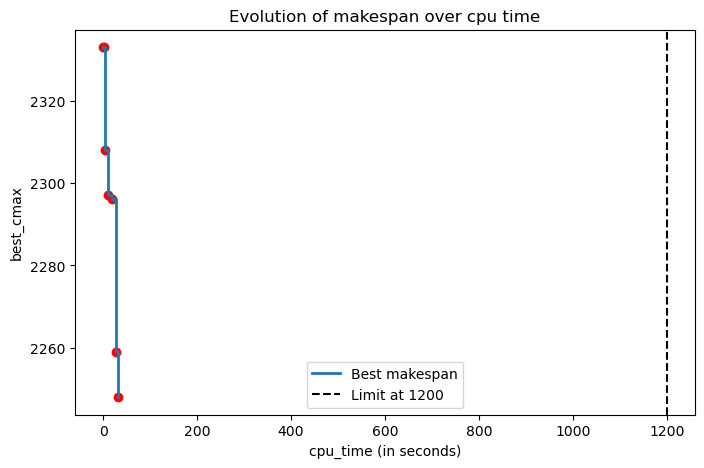 Evolution of makespan over cpu time
best_cmax
2320
2300
2280
2260
Best makespan
Limit at 1200
0
200
400
600
800
1000
1200
cpu_time (in seconds)